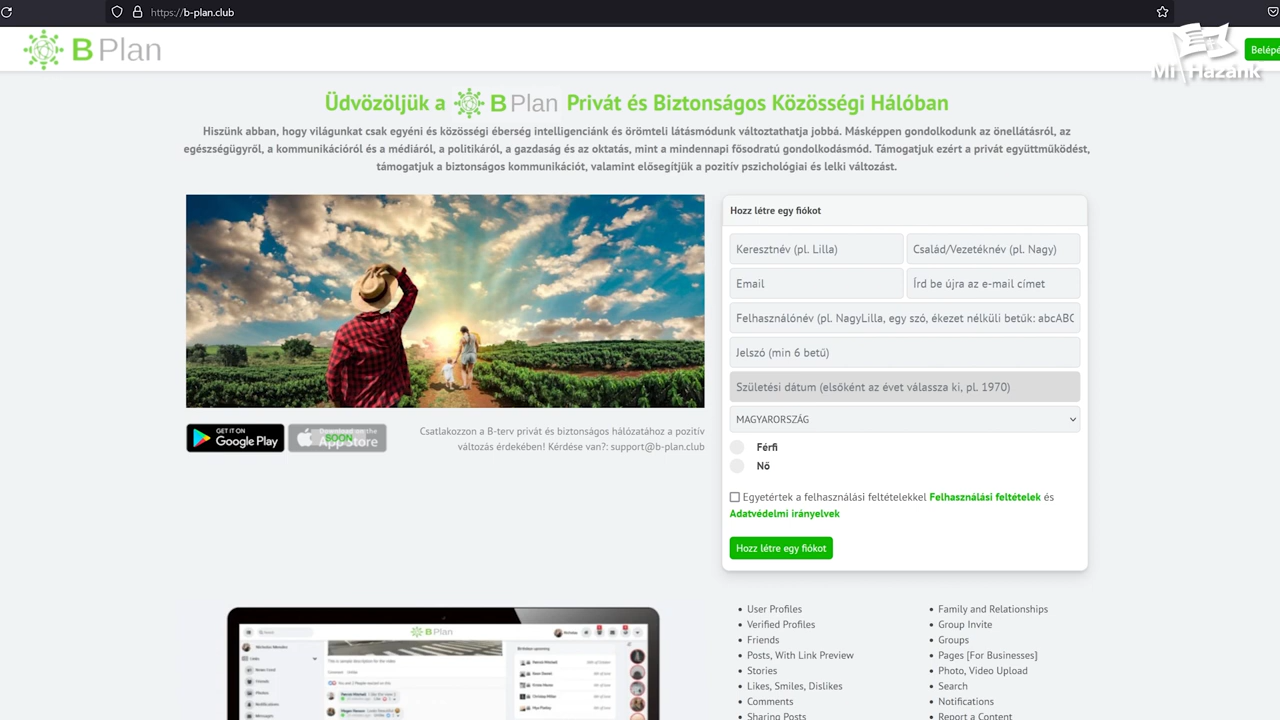 https://b-plan.club
B Plan
Belépé
Mi Hazánk
Üdvözöljük a B Plan Privát és Biztonságos Közösségi Hálóban
Hiszünk abban, hogy világunkat csak egyéni és közösségi éberség intelligenciánk és örömteli látásmódunk változtathatja jobbá. Másképpen gondolkodunk az önellátásról, az
egészségügyről, a kommunikációról és a médiáról, a politikáról, a gazdaság és az oktatás, mint a mindennapi fősodratú gondolkodásmód. Támogatjuk ezért a privát együttműködést,
támogatjuk a biztonságos kommunikációt, valamint elősegítjük a pozitív pszichológiai és lelki változást.
Hozz létre egy fiókot
Keresztnév (pl. Lilla)
Család/Vezetéknév (pl. Nagy)
Email
Írd be újra az e-mail címet
Felhasználónév (pl. NagyLilla, egy szó, ékezet nélküli betűk: abcABC
Jelszó (min 6 betű)
Születési dátum (elsőként az évet válassza ki, pl. 1970)
MAGYARORSZÁG
Férfi
Nő
Egyetértek a felhasználási feltételekkel Felhasználási feltételek és
Adatvédelmi irányelvek
Hozz létre egy fiókot
GET IT ON
Google Play
Download on the
SOON
App Store
Csatlakozzon a B-terv privát és biztonságos hálózatához a pozitív
változás érdekében! Kérdése van?: support@b-plan.club
B Plan
User Profiles
Verified Profiles
Friends
Posts, With Link Preview
Comments
Family and Relationships
Group Invite
Groups
Pages [For Businesses]
Photo, Video Upload
Search
Notifications
Report a Content